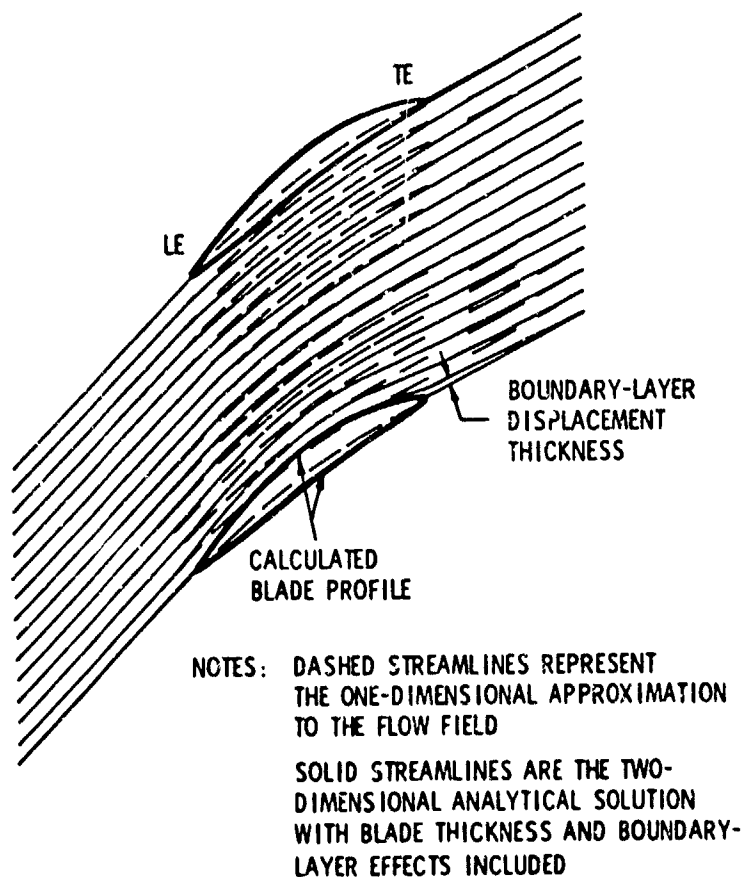 TE
LE
BOUNDARY-LAYER
DISPLACEMENT
THICKNESS
CALCULATED
BLADE PROFILE
NOTES: DASHED STREAMLINES REPRESENT
THE ONE-DIMENSIONAL APPROXIMATION
TO THE FLOW FIELD
SOLID STREAMLINES ARE THE TWO-
DIMENSIONAL ANALYTICAL SOLUTION
WITH BLADE THICKNESS AND BOUNDARY-
LAYER EFFECTS INCLUDED